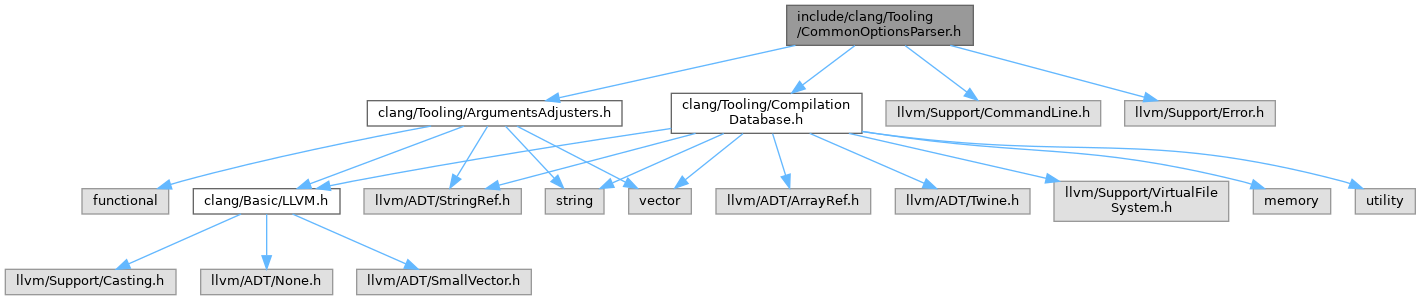 include/clang/Tooling
/CommonOptionsParser.h
clang/Tooling/ArgumentsAdjusters.h
clang/Tooling/Compilation
Database.h
llvm/Support/CommandLine.h
llvm/Support/Error.h
functional
clang/Basic/LLVM.h
llvm/ADT/StringRef.h
string
vector
llvm/ADT/ArrayRef.h
llvm/ADT/Twine.h
llvm/Support/VirtualFile
System.h
memory
utility
llvm/Support/Casting.h
llvm/ADT/None.h
llvm/ADT/SmallVector.h